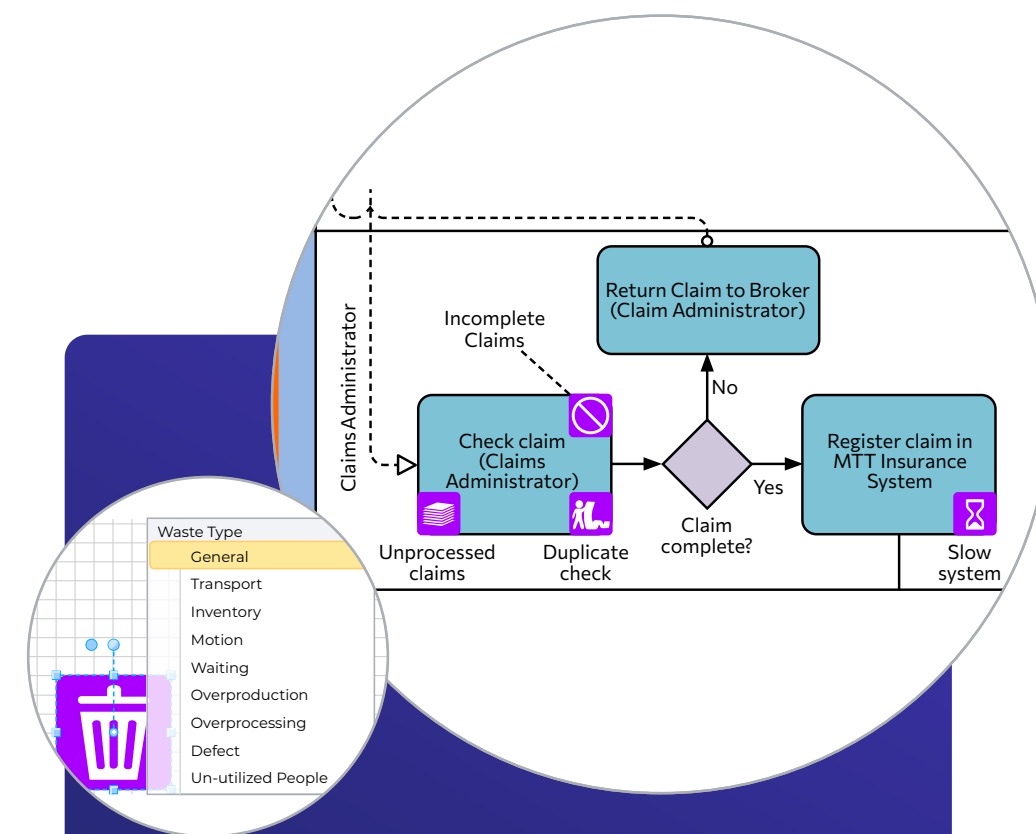 Return Claim to Broker
(Claim Administrator)
Claims Administrator
Incomplete
Claims
No
Check claim
(Claims
Administrator)
Register claim in
MTT Insurance
System
Yes
Claim
complete?
Unprocessed
claims
Duplicate
check
Slow
system
Waste Type
General
Transport
Inventory
Motion
Waiting
Overproduction
Overprocessing
Defect
Un-utilized People